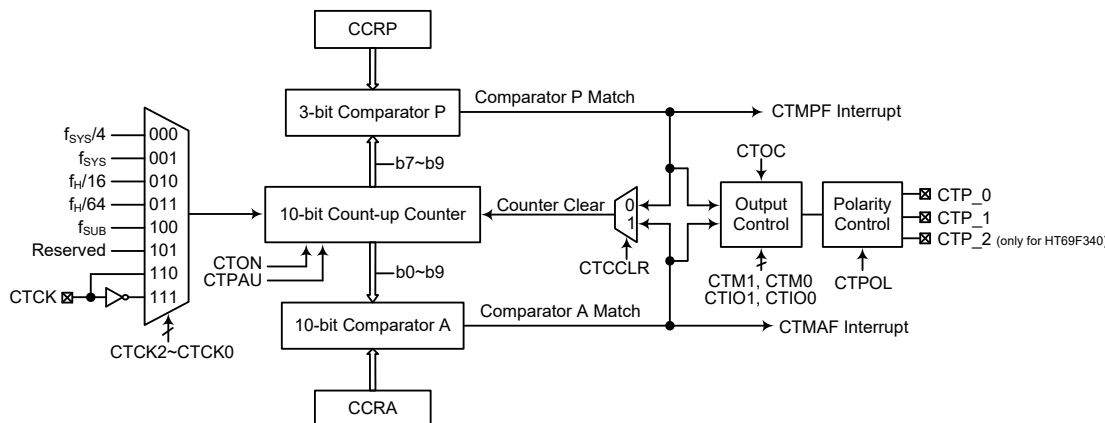 CCRP
3-bit Comparator P
Comparator P Match
CTMPF Interrupt
b7~b9
fSYS/4
000
fSYS
001
fH/16
010
fH/64
011
fSUB
100
Reserved
101
110
CTCK
111
CTCK2~CTCK0
10-bit Count-up Counter
CTON
CTPAU
Counter Clear
0
1
CTCCLR
CTOC
Output
Control
CTM1, CTM0
CTIO1, CTIO0
Polarity
Control
CTPOL
CTP_0
CTP_1
CTP_2 (only for HT69F340)
b0~b9
10-bit Comparator A
Comparator A Match
CTMAF Interrupt
CCRA